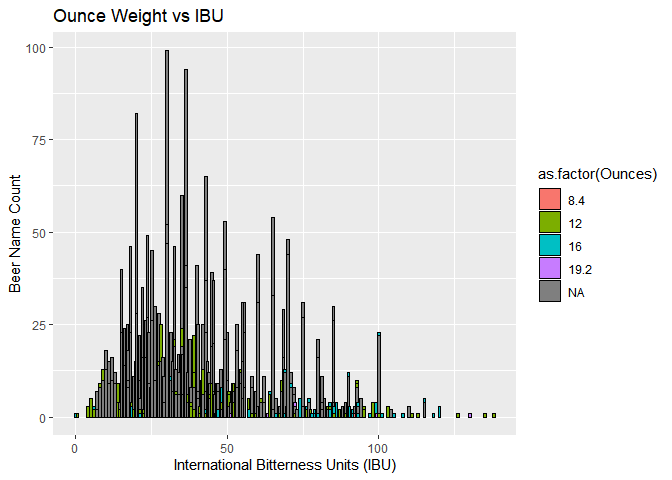 Ounce Weight vs IBU
100
75
50
25
0
Beer Name Count
0
50
100
International Bitterness Units (IBU)
as.factor(Ounces)
8.4
12
16
19.2
NA